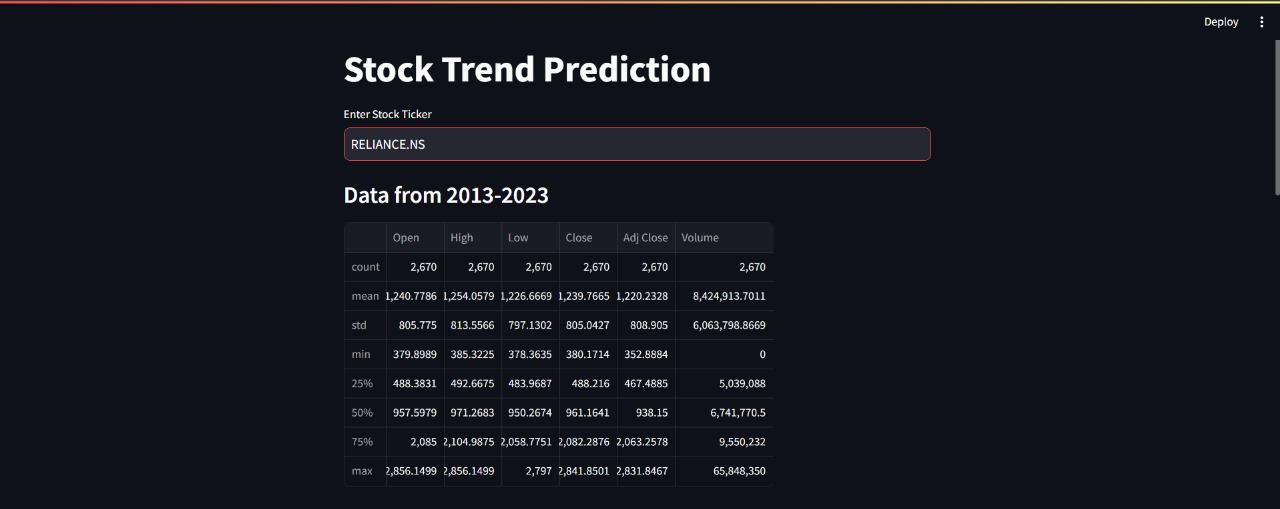 Deploy
Stock Trend Prediction
Enter Stock Ticker
RELIANCE.NS
Data from 2013-2023
Open High Low Close Adj Close Volume
count 2,670 2,670 2,670 2,670 2,670 2,670
mean 1,240.7786 1,254.0579 1,226.6669 1,239.7665 1,220.2328 8,424,913.7011
std 805.775 813.5566 797.1302 805.0427 808.905 6,063,798.8669
min 379.8989 385.3225 378.3635 380.1714 352.8884 0
25% 488.3831 492.6675 483.9687 488.216 467.4885 5,039,088
50% 957.5979 971.2683 950.2674 961.1641 938.15 6,741,770.5
75% 2,085 2,104.9875 2,058.7751 2,082.2876 2,063.2578 9,550,232
max 2,856.1499 2,856.1499 2,797 2,841.8501 2,831.8467 65,848,350